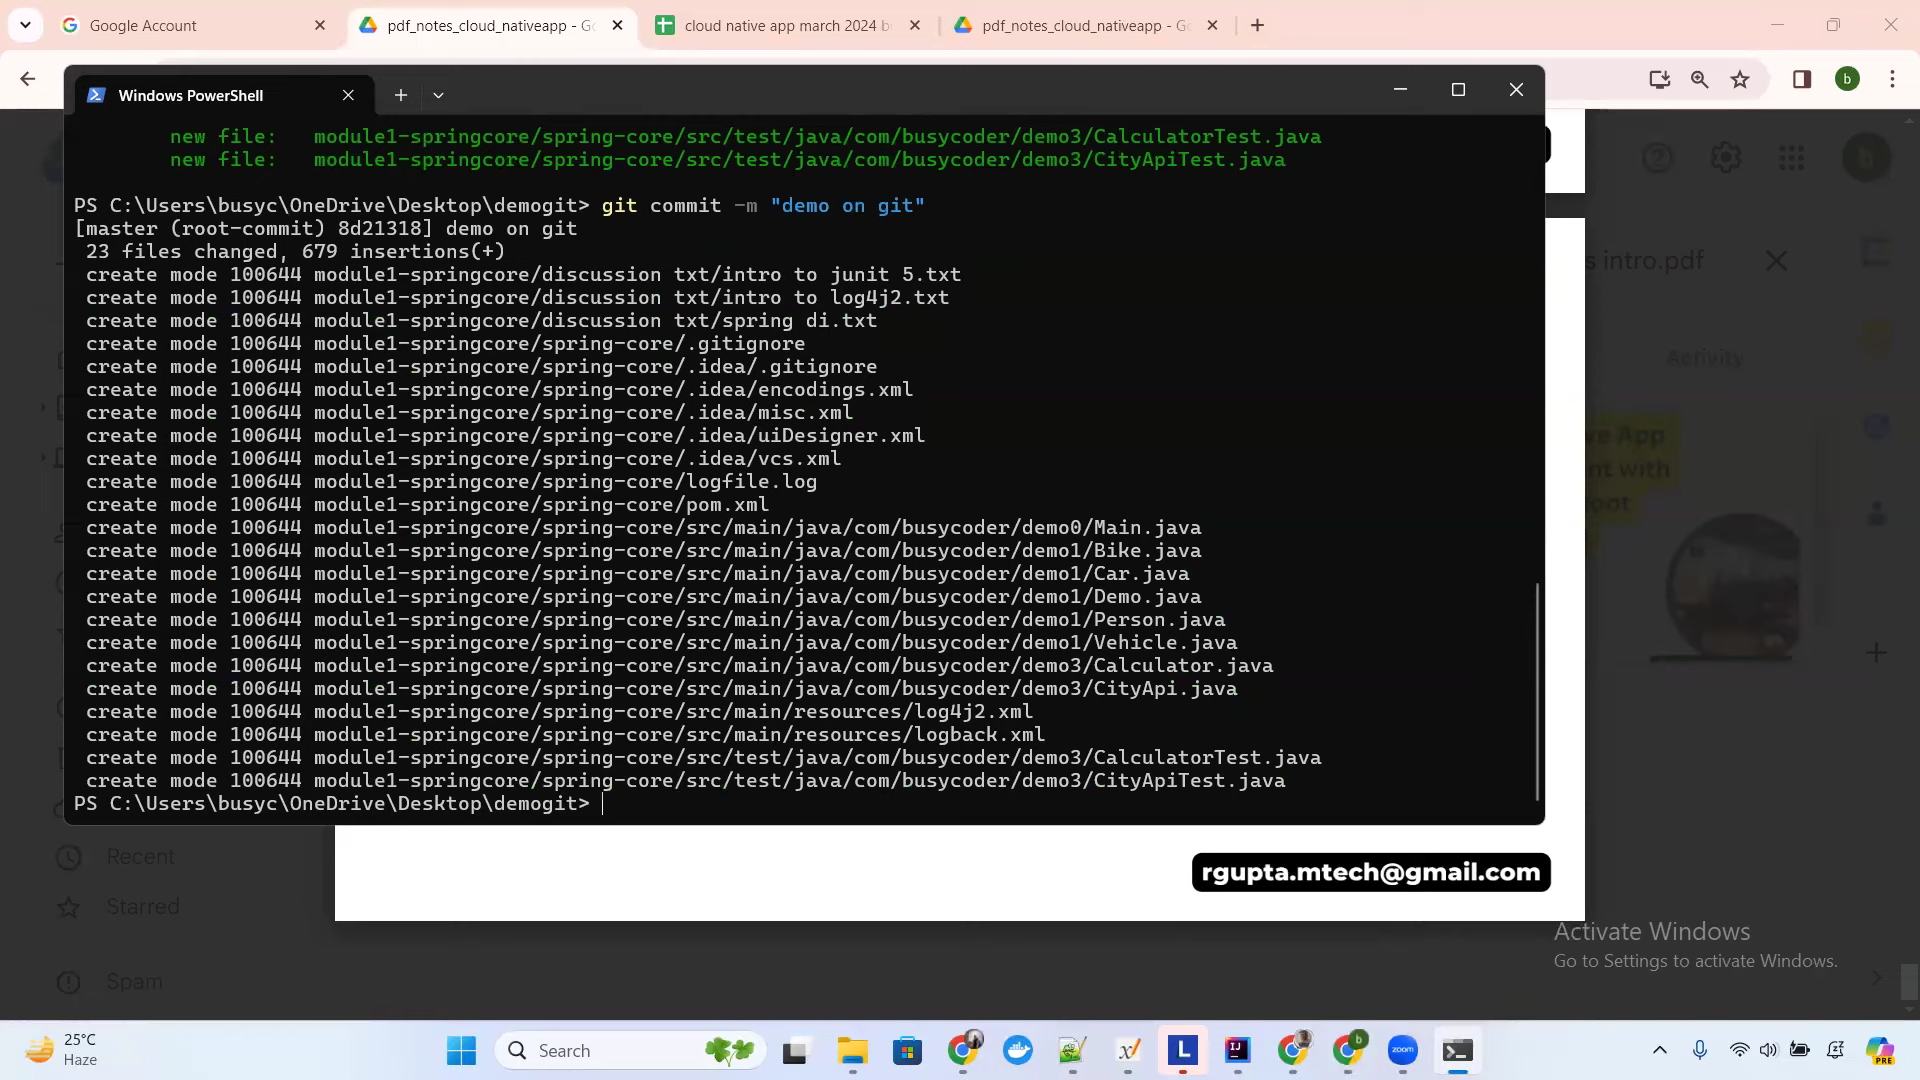 Google Account
pdf_notes_cloud_nativeapp - Go
cloud native app march 2024 b
pdf_notes_cloud_nativeapp - Go
Windows PowerShell
new file:   module1-springcore/spring-core/src/test/java/com/busycoder/demo3/CalculatorTest.java
new file:   module1-springcore/spring-core/src/test/java/com/busycoder/demo3/CityApiTest.java
PS C:\Users\busyc\OneDrive\Desktop\demogit> git commit -m "demo on git"
[master (root-commit) 8d21318] demo on git
23 files changed, 679 insertions(+)
create mode 100644 module1-springcore/discussion txt/intro to junit 5.txt
create mode 100644 module1-springcore/discussion txt/intro to log4j2.txt
create mode 100644 module1-springcore/discussion txt/spring di.txt
create mode 100644 module1-springcore/spring-core/.gitignore
create mode 100644 module1-springcore/spring-core/.idea/.gitignore
create mode 100644 module1-springcore/spring-core/.idea/encodings.xml
create mode 100644 module1-springcore/spring-core/.idea/misc.xml
create mode 100644 module1-springcore/spring-core/.idea/uiDesigner.xml
create mode 100644 module1-springcore/spring-core/.idea/vcs.xml
create mode 100644 module1-springcore/spring-core/logfile.log
create mode 100644 module1-springcore/spring-core/pom.xml
create mode 100644 module1-springcore/spring-core/src/main/java/com/busycoder/demo0/Main.java
create mode 100644 module1-springcore/spring-core/src/main/java/com/busycoder/demo1/Bike.java
create mode 100644 module1-springcore/spring-core/src/main/java/com/busycoder/demo1/Car.java
create mode 100644 module1-springcore/spring-core/src/main/java/com/busycoder/demo1/Demo.java
create mode 100644 module1-springcore/spring-core/src/main/java/com/busycoder/demo1/Person.java
create mode 100644 module1-springcore/spring-core/src/main/java/com/busycoder/demo1/Vehicle.java
create mode 100644 module1-springcore/spring-core/src/main/java/com/busycoder/demo3/Calculator.java
create mode 100644 module1-springcore/spring-core/src/main/java/com/busycoder/demo3/CityApi.java
create mode 100644 module1-springcore/spring-core/src/main/resources/log4j2.xml
create mode 100644 module1-springcore/spring-core/src/main/resources/logback.xml
create mode 100644 module1-springcore/spring-core/src/test/java/com/busycoder/demo3/CalculatorTest.java
create mode 100644 module1-springcore/spring-core/src/test/java/com/busycoder/demo3/CityApiTest.java
PS C:\Users\busyc\OneDrive\Desktop\demogit>
s intro.pdf
Activity
ve App
nt with
oot
Recent
Starred
Spam
rgupta.mtech@gmail.com
Activate Windows
Go to Settings to activate Windows.
25°C
Haze
Search
zoom
PRE